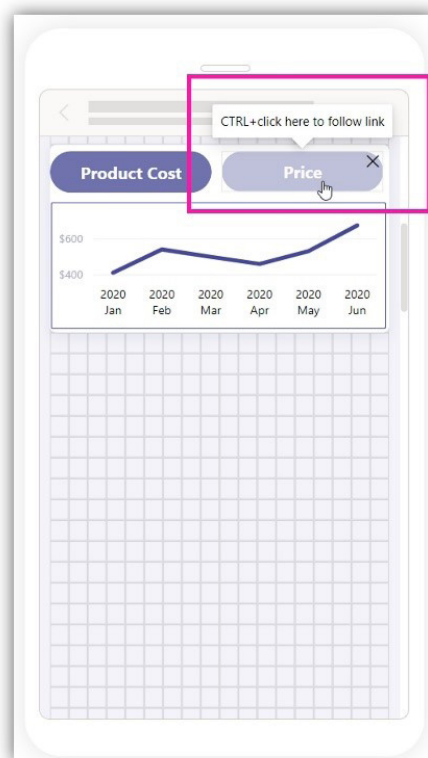 CTRL+click here to follow link
Product Cost
Price
$600
$400
2020 2020 2020 2020 2020 2020
Jan Feb Mar Apr May Jun